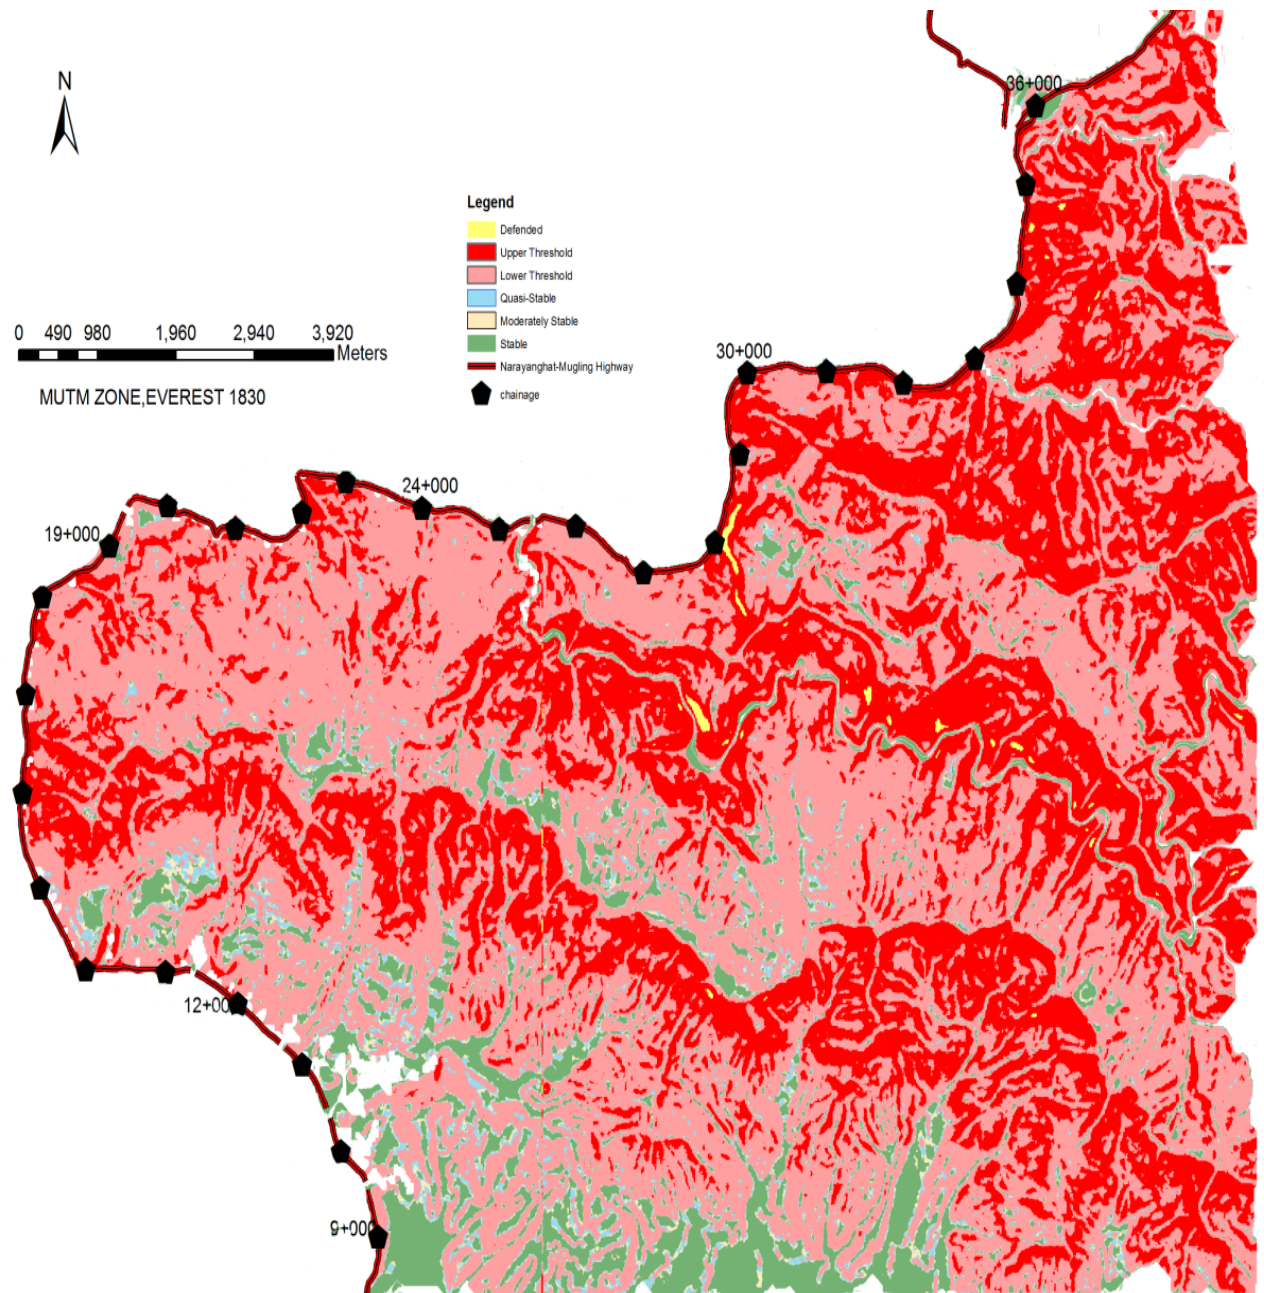 36+000
N
Legend
Defended
Upper Threshold
Lower Threshold
Quasi-Stable
Moderately Stable
Stable
Narayanghat-Mugling Highway
chainage
0 490 980 1,960 2,940 3,920
Meters
MUTM ZONE,EVEREST 1830
30+000
24+000
19+000
12+000
9+000